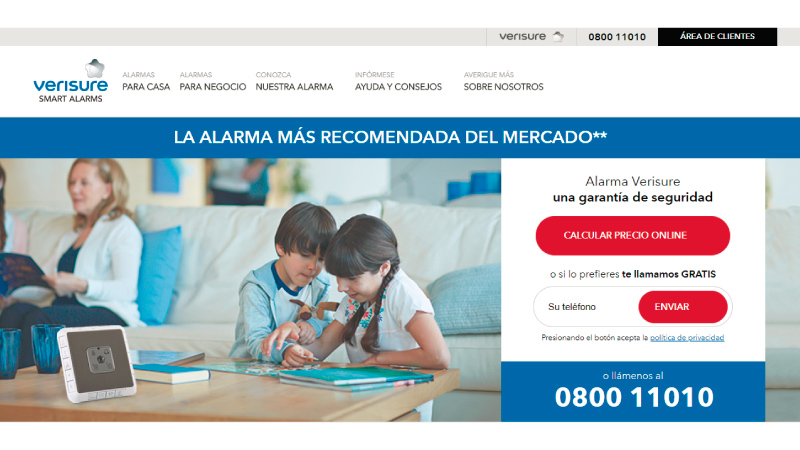 verisure
0800 11010
ÁREA DE CLIENTES
verisure
SMART ALARMS
ALARMAS
PARA CASA
ALARMAS
PARA NEGOCIO
CONOZCA
NUESTRA ALARMA
INFÓRMESE
AYUDA Y CONSEJOS
AVERIGUE MÁS
SOBRE NOSOTROS
LA ALARMA MÁS RECOMENDADA DEL MERCADO**
Alarma Verisure
una garantía de seguridad
CALCULAR PRECIO ONLINE
o si lo prefieres te llamamos GRATIS
Su teléfono
ENVIAR
Presionando el botón acepta la política de privacidad
o llámenos al
0800 11010